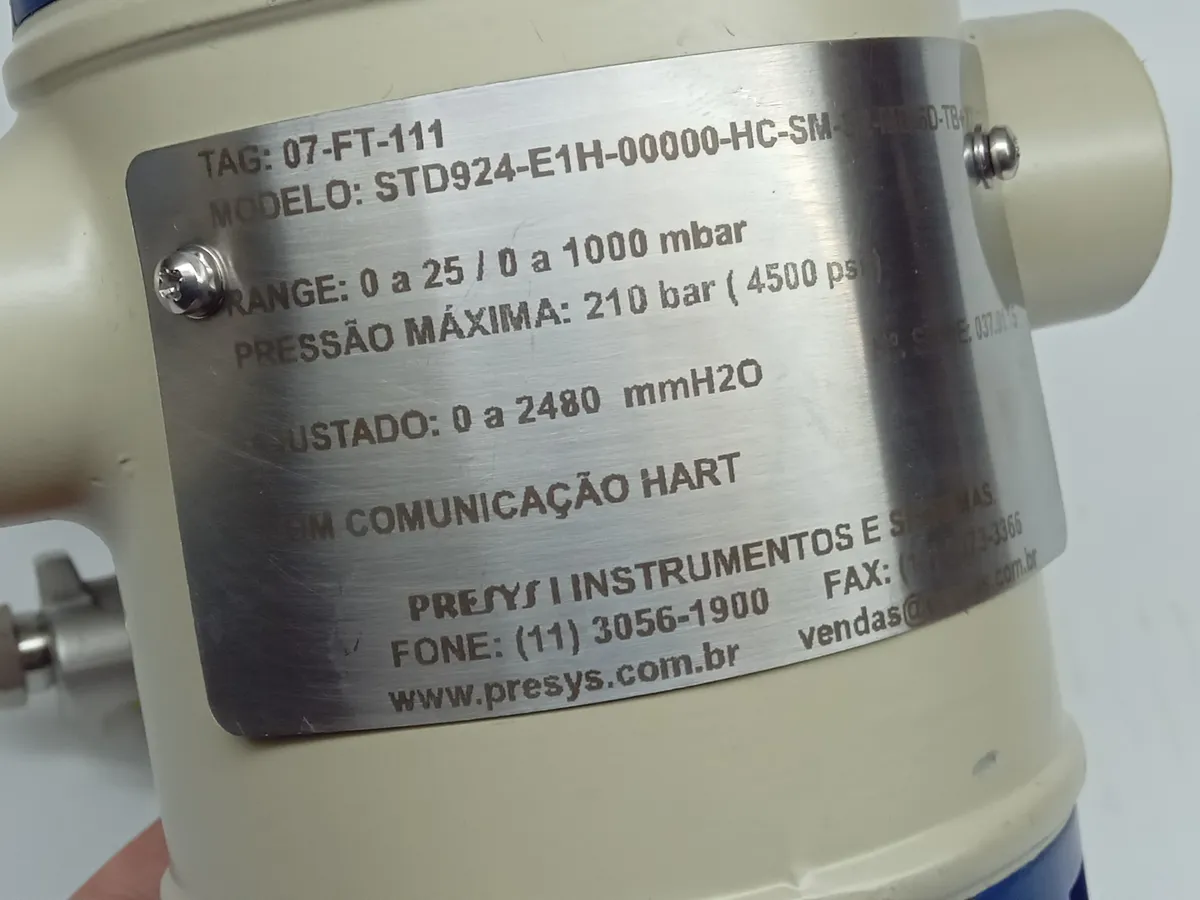 TAG: 07-FT-111
MODELO: STD924-E1H-00000-HC-SM-
RANGE: 0 a 25 / 0 a 1000 mbar
PRESSÃO MÁXIMA: 210 bar ( 4500 psi )
0 a 2480 mmH2O
COMUNICAÇÃO HART
PRESYS | INSTRUMENTOS E
FONE: (11) 3056-1900 FAX:
www.presys.com.br vendas@